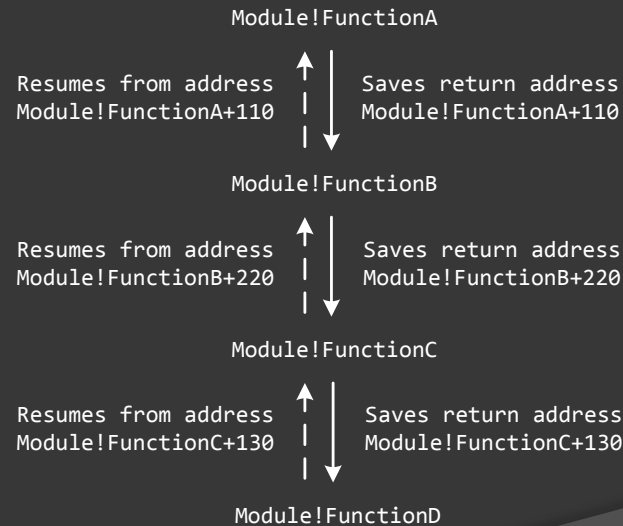 Module!FunctionA
Resumes from address
Module!FunctionA+110
Saves return address
Module!FunctionA+110
Module!FunctionB
Resumes from address
Module!FunctionB+220
Saves return address
Module!FunctionB+220
Module!FunctionC
Resumes from address
Module!FunctionC+130
Saves return address
Module!FunctionC+130
Module!FunctionD